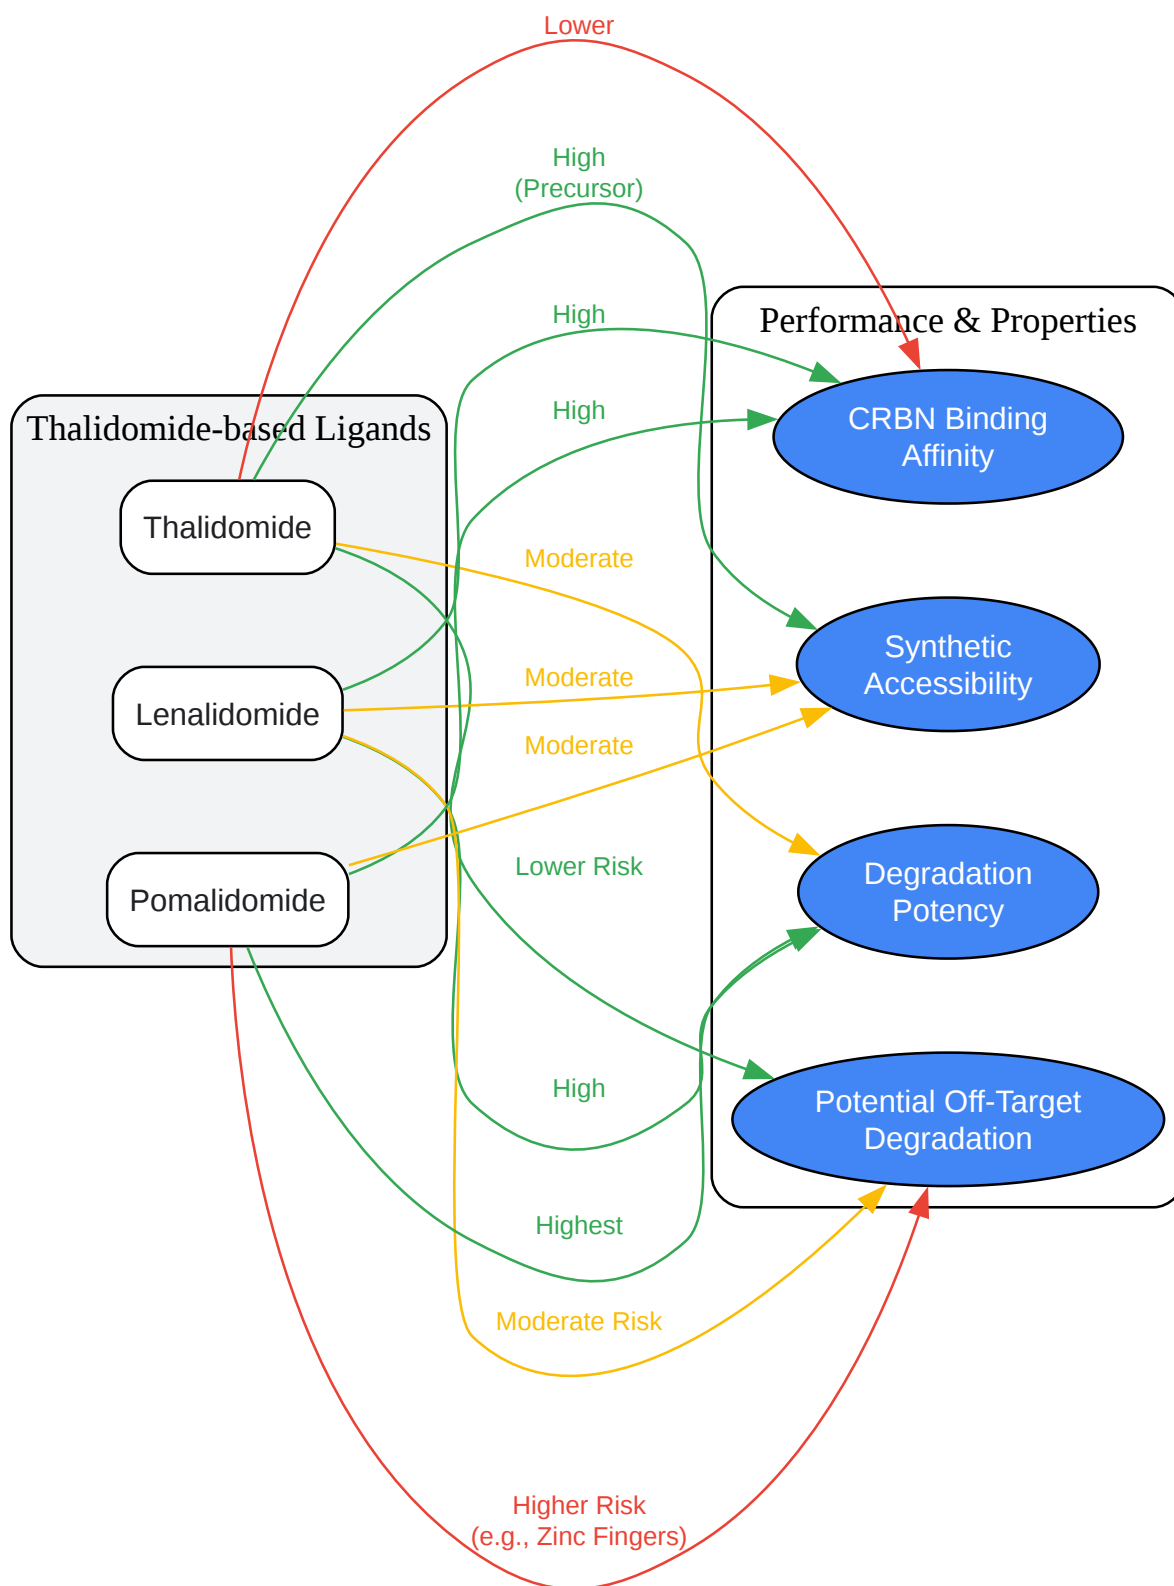 Lower
High
(Precursor)
High
Performance & Properties
High
CRBN Binding
Affinity
Thalidomide-based Ligands
Thalidomide
Moderate
Synthetic
Accessibility
Moderate
Lenalidomide
Moderate
Lower Risk
Degradation
Potency
Pomalidomide
High
Potential Off-Target
Degradation
Highest
Moderate Risk
Higher Risk
(e.g., Zinc Fingers)